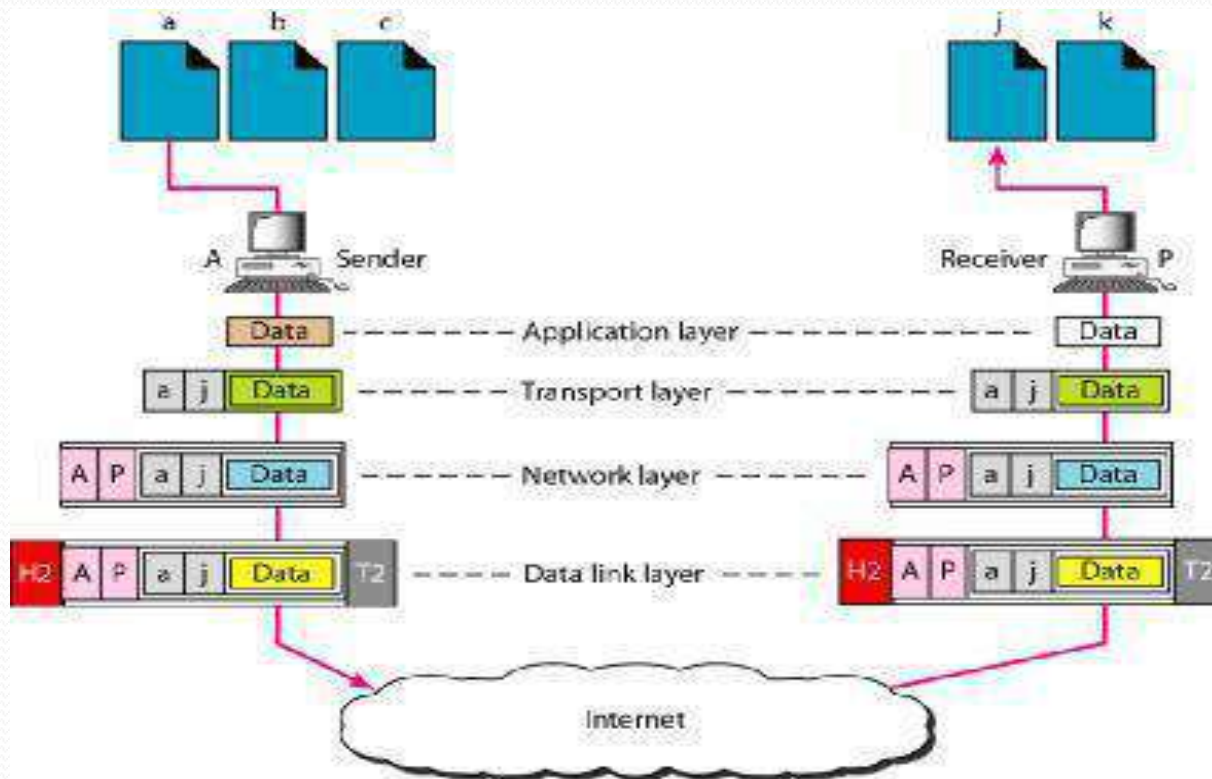 a b c j k
A Sender Receiver P
Data Application layer Data
a j Data Transport layer a j Data
A P a j Data Network layer A P a j Data
H2 A P a j Data T2 Data link layer H2 A P a j Data T2
Internet